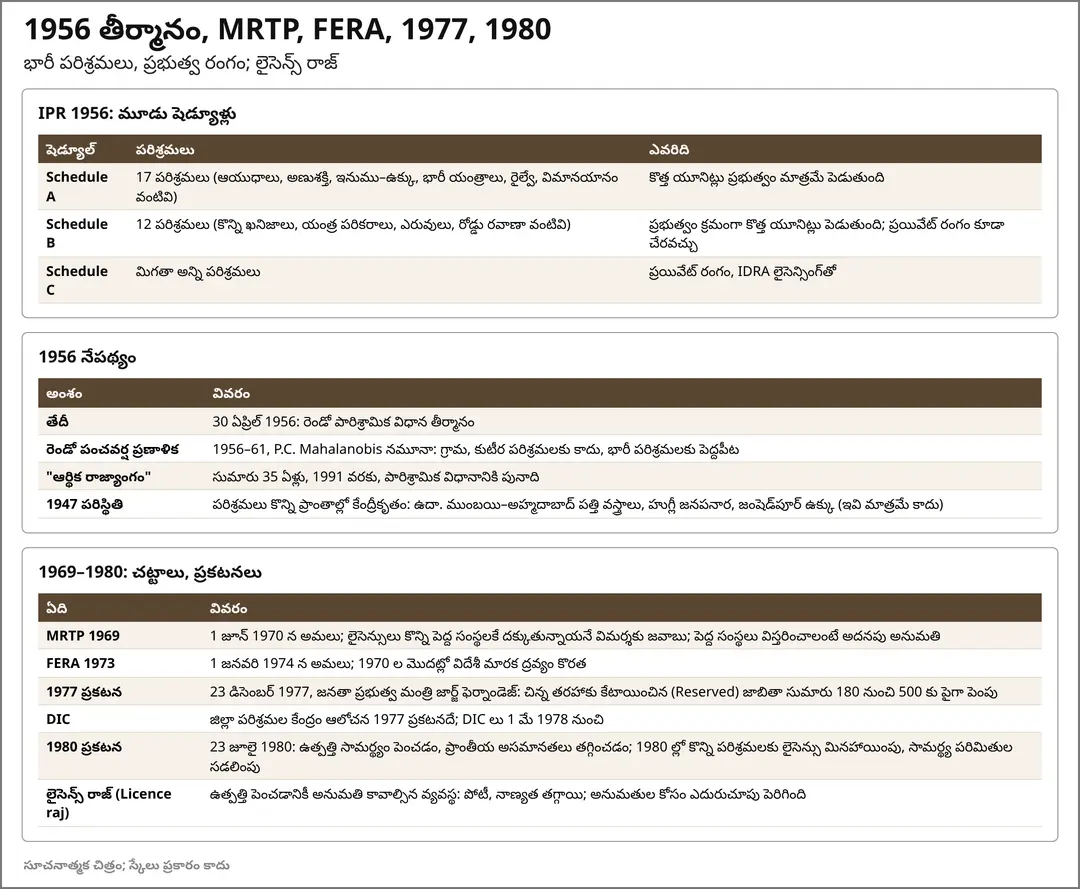 1956 తీర్మానం, MRTP, FERA, 1977, 1980
భారీ పరిశ్రమలు, ప్రభుత్వ రంగం; లైసెన్స్ రాజ్
IPR 1956: మూడు షెడ్యూళ్లు
షెడ్యూల్ పరిశ్రమలు ఎవరిది
Schedule A 17 పరిశ్రమలు (ఆయుధాలు, అణుశక్తి, ఇనుము–ఉక్కు, భారీ యంత్రాలు, రైల్వే, విమానయానం వంటివి) కొత్త యూనిట్లు ప్రభుత్వం మాత్రమే పెడుతుంది
Schedule B 12 పరిశ్రమలు (కొన్ని ఖనిజాలు, యంత్ర పరికరాలు, ఎరువులు, రోడ్డు రవాణా వంటివి) ప్రభుత్వం క్రమంగా కొత్త యూనిట్లు పెడుతుంది; ప్రయివేట్ రంగం కూడా చేరవచ్చు
Schedule C మిగతా అన్ని పరిశ్రమలు ప్రయివేట్ రంగం, IDRA లైసెన్సింగ్‌తో
1956 నేపథ్యం
అంశం వివరం
తేదీ 30 ఏప్రిల్ 1956: రెండో పారిశ్రామిక విధాన తీర్మానం
రెండో పంచవర్ష ప్రణాళిక 1956–61, P.C. Mahalanobis నమూనా: గ్రామ, కుటీర పరిశ్రమలకు కాదు, భారీ పరిశ్రమలకు పెద్దపీట
"ఆర్థిక రాజ్యాంగం" సుమారు 35 ఏళ్లు, 1991 వరకు, పారిశ్రామిక విధానానికి పునాది
1947 పరిస్థితి పరిశ్రమలు కొన్ని ప్రాంతాల్లో కేంద్రీకృతం: ఉదా. ముంబయి–అహ్మదాబాద్ పత్తి వస్త్రాలు, హుగ్లీ జనపనార, జంషెడ్‌పూర్ ఉక్కు (ఇవి మాత్రమే కాదు)
1969–1980: చట్టాలు, ప్రకటనలు
ఏది వివరం
MRTP 1969 1 జూన్ 1970 న అమలు; లైసెన్సులు కొన్ని పెద్ద సంస్థలకే దక్కుతున్నాయనే విమర్శకు జవాబు; పెద్ద సంస్థలు విస్తరించాలంటే అదనపు అనుమతి
FERA 1973 1 జనవరి 1974 న అమలు; 1970 ల మొదట్లో విదేశీ మారక ద్రవ్యం కొరత
1977 ప్రకటన 23 డిసెంబర్ 1977, జనతా ప్రభుత్వ మంత్రి జార్జ్ ఫెర్నాండెజ్: చిన్న తరహాకు కేటాయించిన (Reserved) జాబితా సుమారు 180 నుంచి 500 కు పైగా పెంపు
DIC జిల్లా పరిశ్రమల కేంద్రం ఆలోచన 1977 ప్రకటనదే; DIC లు 1 మే 1978 నుంచి
1980 ప్రకటన 23 జూలై 1980: ఉత్పత్తి సామర్థ్యం పెంచడం, ప్రాంతీయ అసమానతలు తగ్గించడం; 1980 ల్లో కొన్ని పరిశ్రమలకు లైసెన్సు మినహాయింపు, సామర్థ్య పరిమితుల సడలింపు
లైసెన్స్ రాజ్ (Licence raj) ఉత్పత్తి పెంచడానికీ అనుమతి కావాల్సిన వ్యవస్థ: పోటీ, నాణ్యత తగ్గాయి; అనుమతుల కోసం ఎదురుచూపు పెరిగింది
సూచనాత్మక చిత్రం; స్కేలు ప్రకారం కాదు